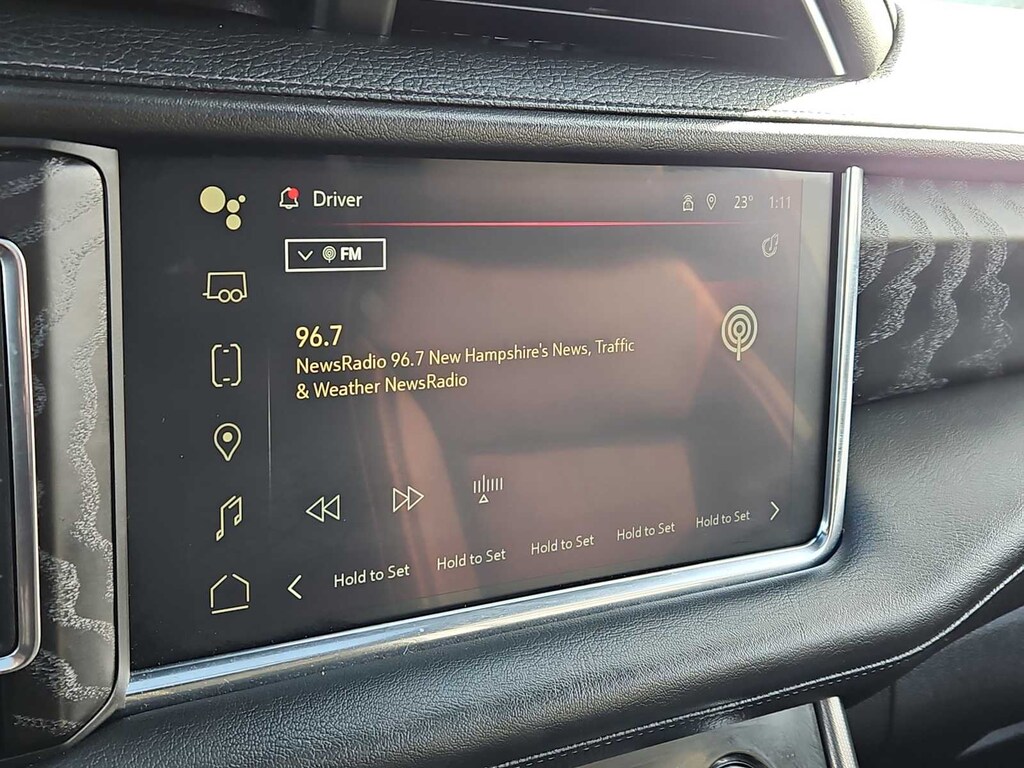 Driver
23° 1:11
FM
96.7
NewsRadio 96.7 New Hampshire's News, Traffic
& Weather NewsRadio
Hold to Set Hold to Set Hold to Set Hold to Set Hold to Set